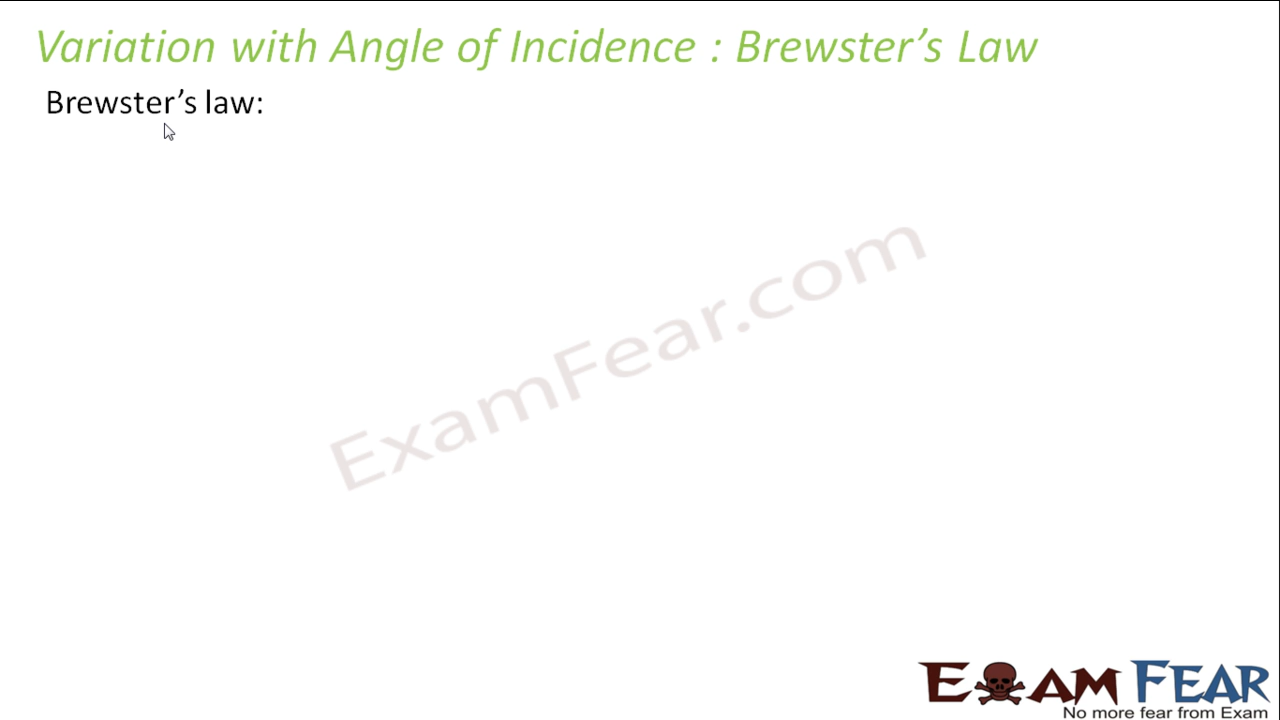 Variation with Angle of Incidence : Brewster’s Law
Brewster’s law:
ExamFear.com
EXAM FEAR
No more fear from Exam